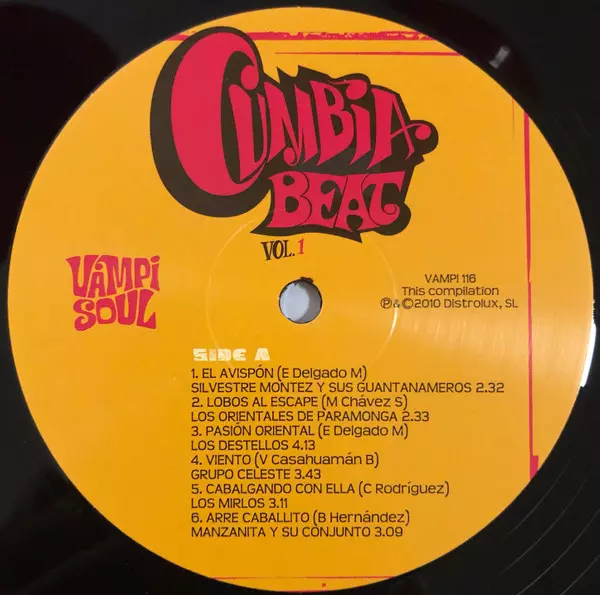 CUMBIA
BEAT
VOL.1
VAMPI
SOUL
VAMPI 116
This compilation
℗&©2010 Distrolux, SL
SIDE A
1. EL AVISPÓN (E Delgado M)
SILVESTRE MONTEZ Y SUS GUANTANAMEROS 2.32
2. LOBOS AL ESCAPE (M Chávez S)
LOS ORIENTALES DE PARAMONGA 2.33
3. PASIÓN ORIENTAL (E Delgado M)
LOS DESTELLOS 4.13
4. VIENTO (V Casahuamán B)
GRUPO CELESTE 3.43
5. CABALGANDO CON ELLA (C Rodríguez)
LOS MIRLOS 3.11
6. ARRE CABALLITO (B Hernández)
MANZANITA Y SU CONJUNTO 3.09